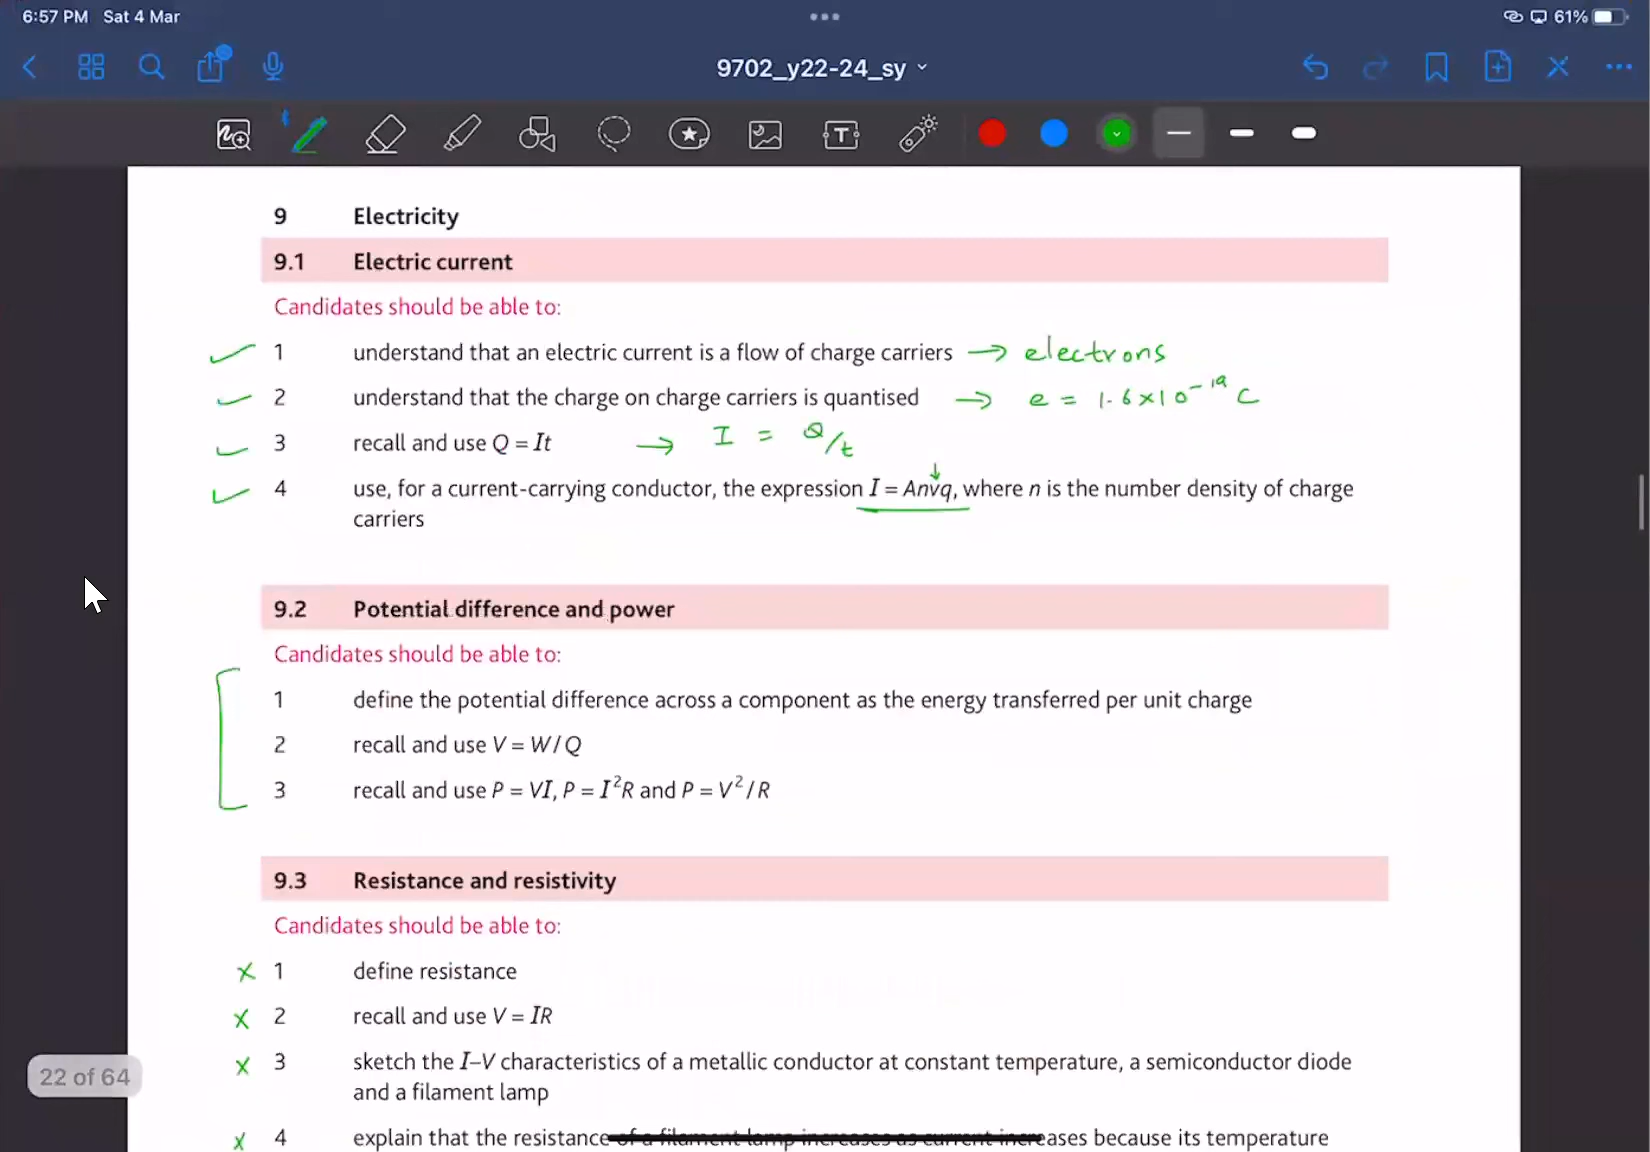 6:57 PM Sat 4 Mar
61%
9702_y22-24_sy
9 Electricity
9.1 Electric current
Candidates should be able to:
1 understand that an electric current is a flow of charge carriers → electrons
2 understand that the charge on charge carriers is quantised → e = 1.6×10⁻¹⁹ C
3 recall and use Q = It → I = Q/t
4 use, for a current-carrying conductor, the expression I = Anvq, where n is the number density of charge
carriers
9.2 Potential difference and power
Candidates should be able to:
1 define the potential difference across a component as the energy transferred per unit charge
2 recall and use V = W/Q
3 recall and use P = VI, P = I²R and P = V²/R
9.3 Resistance and resistivity
Candidates should be able to:
1 define resistance
2 recall and use V = IR
3 sketch the I–V characteristics of a metallic conductor at constant temperature, a semiconductor diode
and a filament lamp
22 of 64
4 explain that the resistance of a filament lamp increases as current increases because its temperature